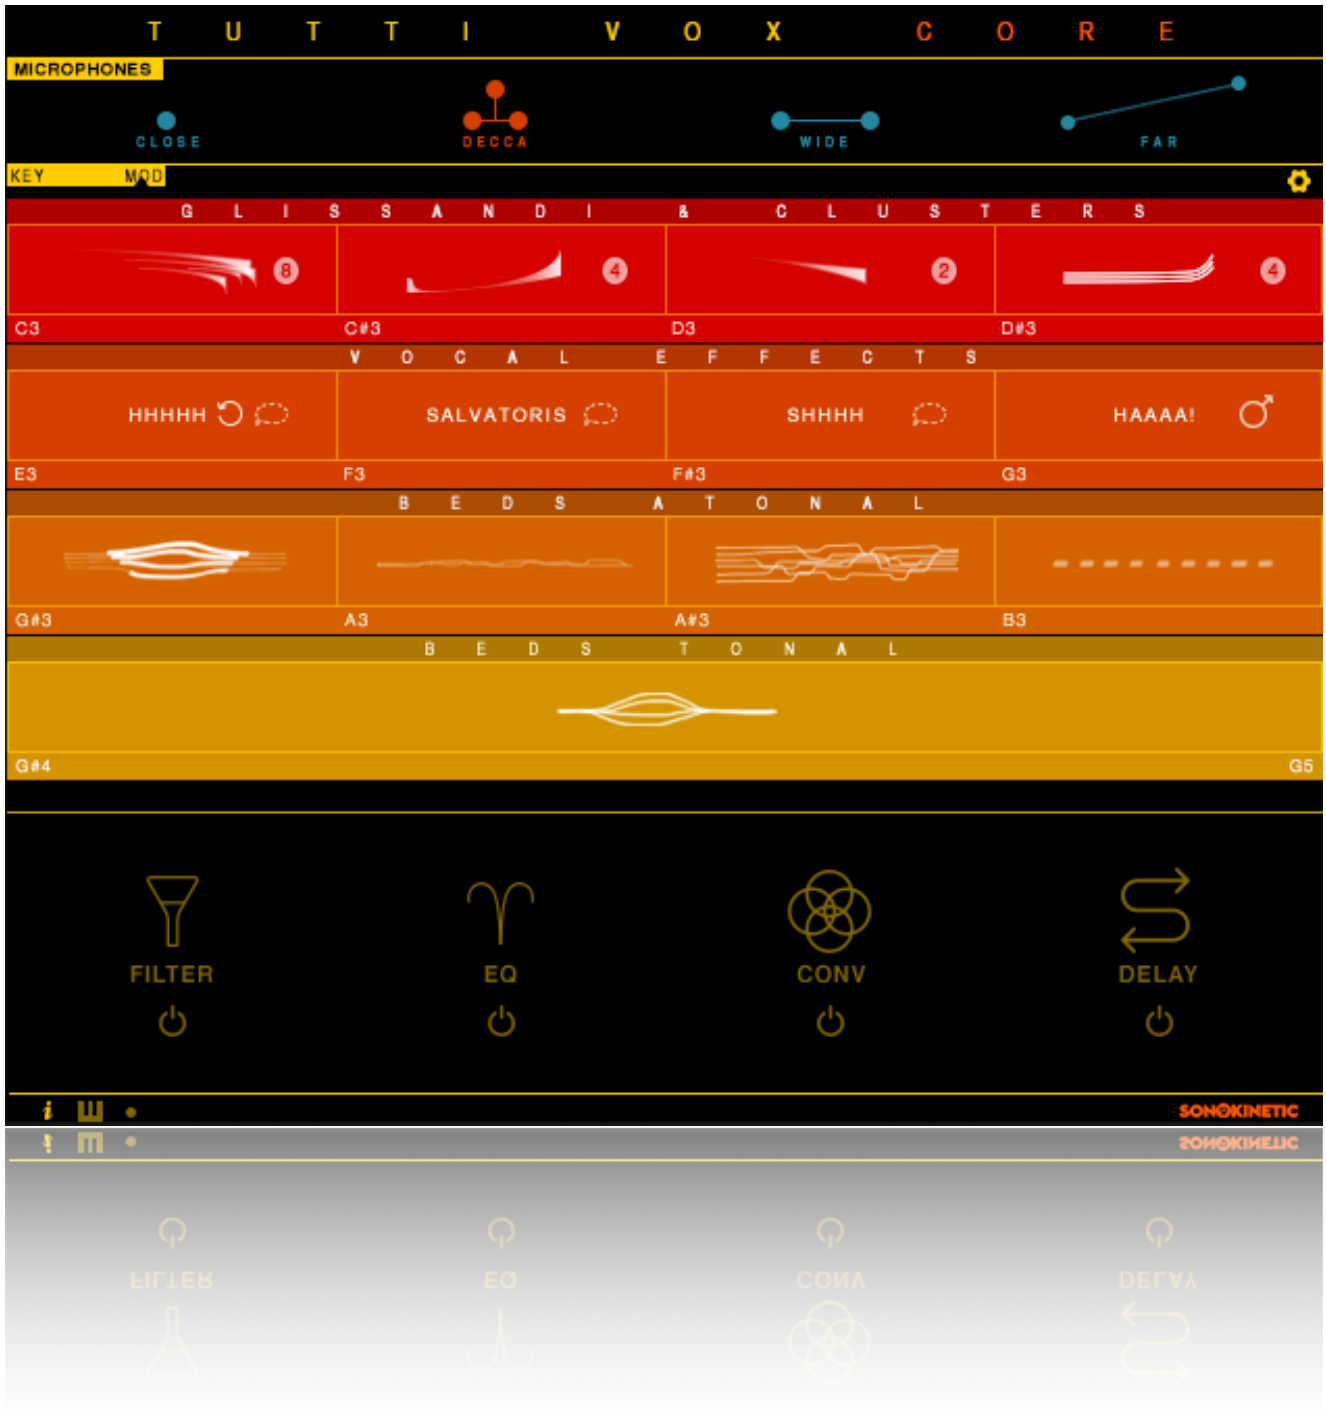 TUTTI VOX CORE
MICROPHONES
CLOSE DECCA WIDE FAR
KEY MOD
GLISSANDI & CLUSTERS
8 4 2 4
C3 C#3 D3 D#3
VOCAL EFFECTS
HHHHH SALVATORIS SHHHH HAAAA!
E3 F3 F#3 G3
BEDS ATONAL
G#3 A3 A#3 B3
BEDS TONAL
G#4 G5
FILTER EQ CONV DELAY
i SONOKINETIC